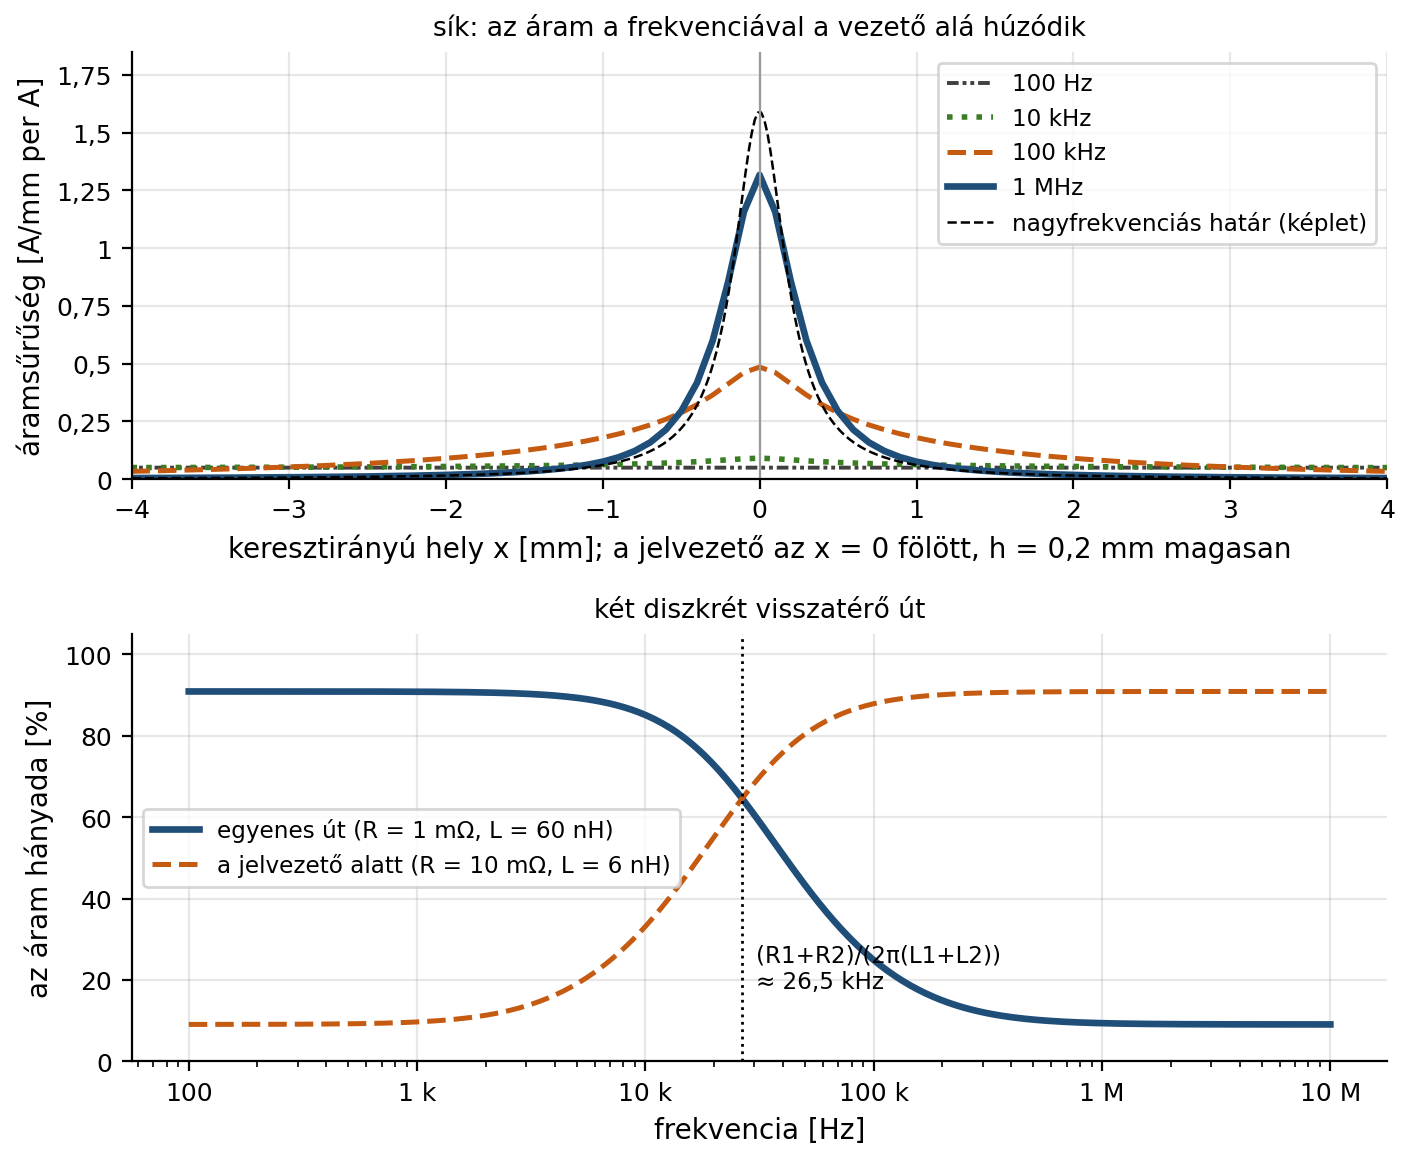 sík: az áram a frekvenciával a vezető alá húzódik
áramsűrűség [A/mm per A]
1,75
1,5
1,25
1
0,75
0,5
0,25
0
100 Hz
10 kHz
100 kHz
1 MHz
nagyfrekvenciás határ (képlet)
−4 −3 −2 −1 0 1 2 3 4
keresztirányú hely x [mm]; a jelvezető az x = 0 fölött, h = 0,2 mm magasan
két diszkrét visszatérő út
az áram hányada [%]
100
80
60
40
20
0
egyenes út (R = 1 mΩ, L = 60 nH)
a jelvezető alatt (R = 10 mΩ, L = 6 nH)
(R1+R2)/(2π(L1+L2))
≈ 26,5 kHz
100 1 k 10 k 100 k 1 M 10 M
frekvencia [Hz]